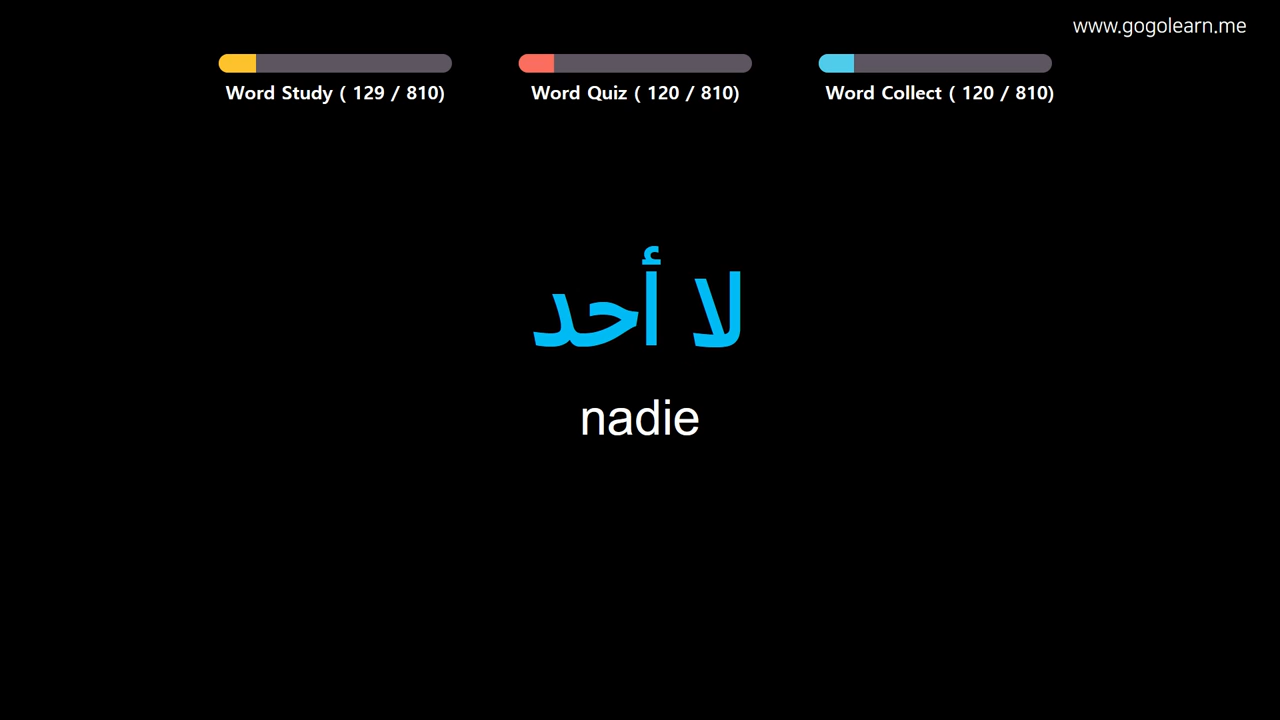 www.gogolearn.me
Word Study ( 129 / 810)
Word Quiz ( 120 / 810)
Word Collect ( 120 / 810)
لا أحد
nadie